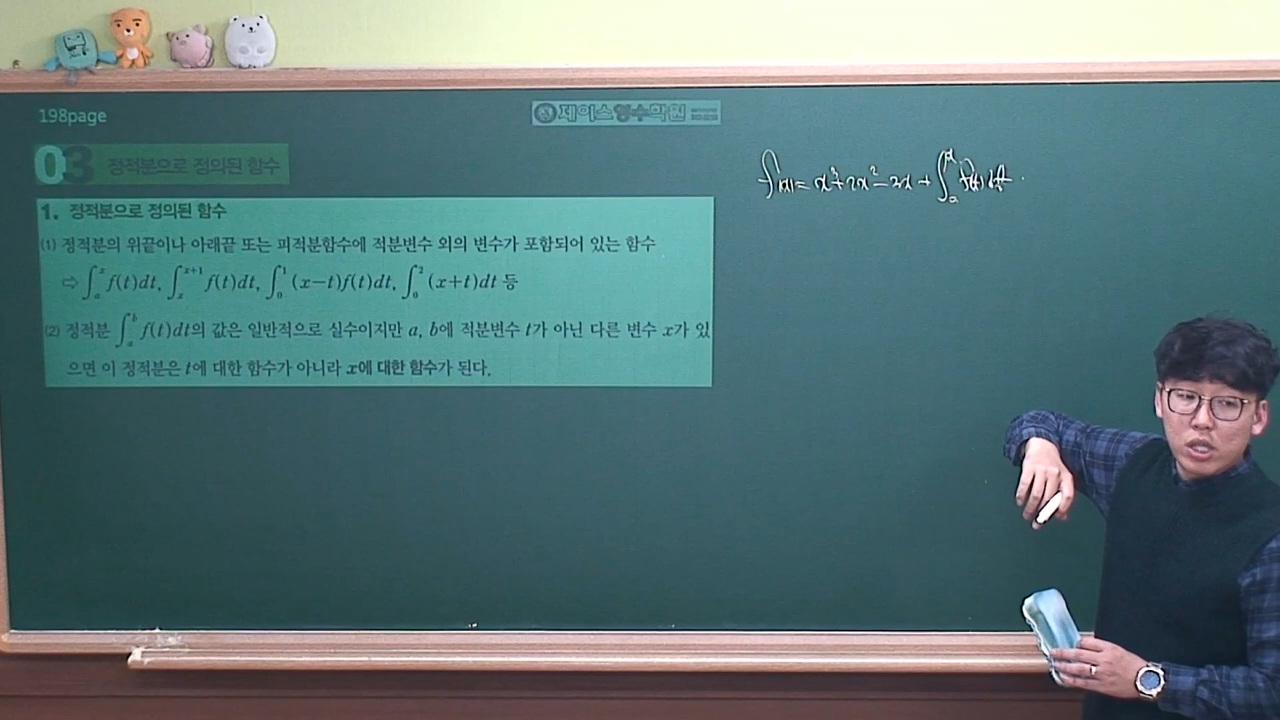 198page
제이스영수학원
03 정적분으로 정의된 함수
1. 정적분으로 정의된 함수
(1) 정적분의 위끝이나 아래끝 또는 피적분함수에 적분변수 외의 변수가 포함되어 있는 함수
⇨ ∫ₐˣ f(t)dt, ∫ₓˣ⁺¹ f(t)dt, ∫₀¹ (x−t)f(t)dt, ∫₀² (x+t)dt 등
(2) 정적분 ∫ₐᵇ f(t)dt의 값은 일반적으로 실수이지만 a, b에 적분변수 t가 아닌 다른 변수 x가 있
으면 이 정적분은 t에 대한 함수가 아니라 x에 대한 함수가 된다.
f(x)= x³+2x²